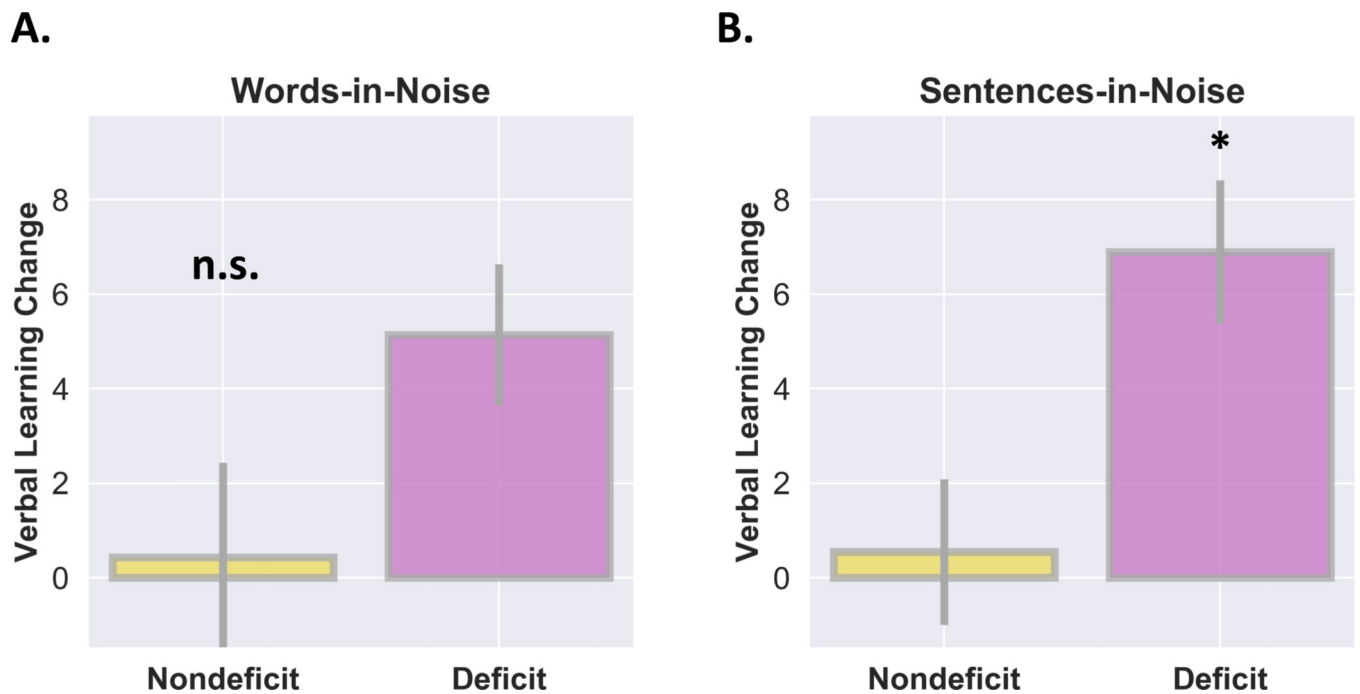 A.
Words-in-Noise
Verbal Learning Change
8
6
4
2
0
n.s.
Nondeficit Deficit
B.
Sentences-in-Noise
Verbal Learning Change
8
6
4
2
0
*
Nondeficit Deficit